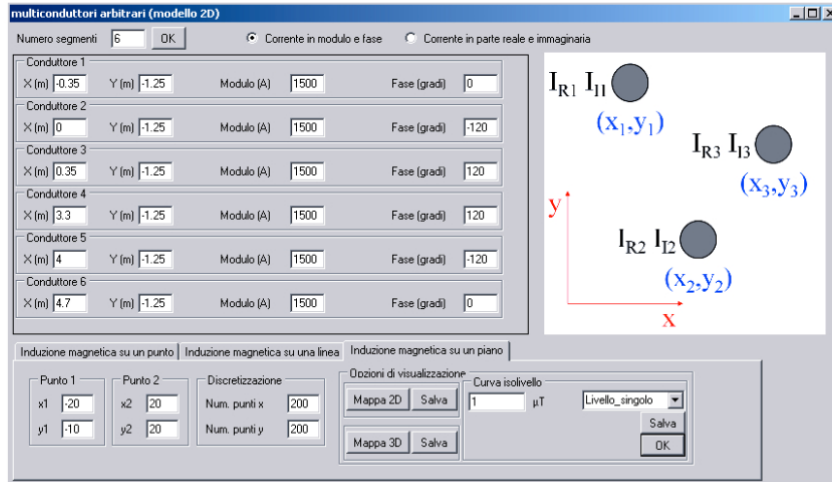 multiconduttori arbitrari (modello 2D)
Numero segmenti 6 OK Corrente in modulo e fase Corrente in parte reale e immaginaria
Conduttore 1
X (m) -0.35 Y (m) -1.25 Modulo (A) 1500 Fase (gradi) 0
Conduttore 2
X (m) 0 Y (m) -1.25 Modulo (A) 1500 Fase (gradi) -120
Conduttore 3
X (m) 0.35 Y (m) -1.25 Modulo (A) 1500 Fase (gradi) 120
Conduttore 4
X (m) 3.3 Y (m) -1.25 Modulo (A) 1500 Fase (gradi) 120
Conduttore 5
X (m) 4 Y (m) -1.25 Modulo (A) 1500 Fase (gradi) -120
Conduttore 6
X (m) 4.7 Y (m) -1.25 Modulo (A) 1500 Fase (gradi) 0
I_R1 I_I1
(x₁,y₁)
I_R3 I_I3
(x₃,y₃)
y
I_R2 I_I2
(x₂,y₂)
x
Induzione magnetica su un punto Induzione magnetica su una linea Induzione magnetica su un piano
Punto 1
x1 -20
y1 -10
Punto 2
x2 20
y2 20
Discretizzazione
Num. punti x 200
Num. punti y 200
Opzioni di visualizzazione
Mappa 2D Salva
Mappa 3D Salva
Curva isolivello
1 µT Livello_singolo
Salva
OK